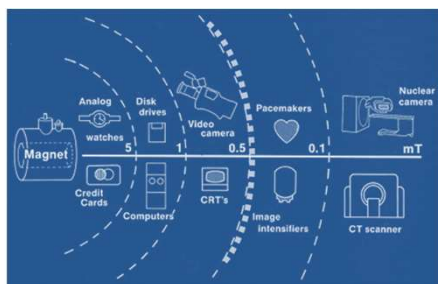 Analog
watches
Disk
drives
Video
camera
Pacemakers
Nuclear
camera
Magnet
5
1
0.5
0.1
mT
Credit
Cards
Computers
CRT's
Image
intensifiers
CT scanner